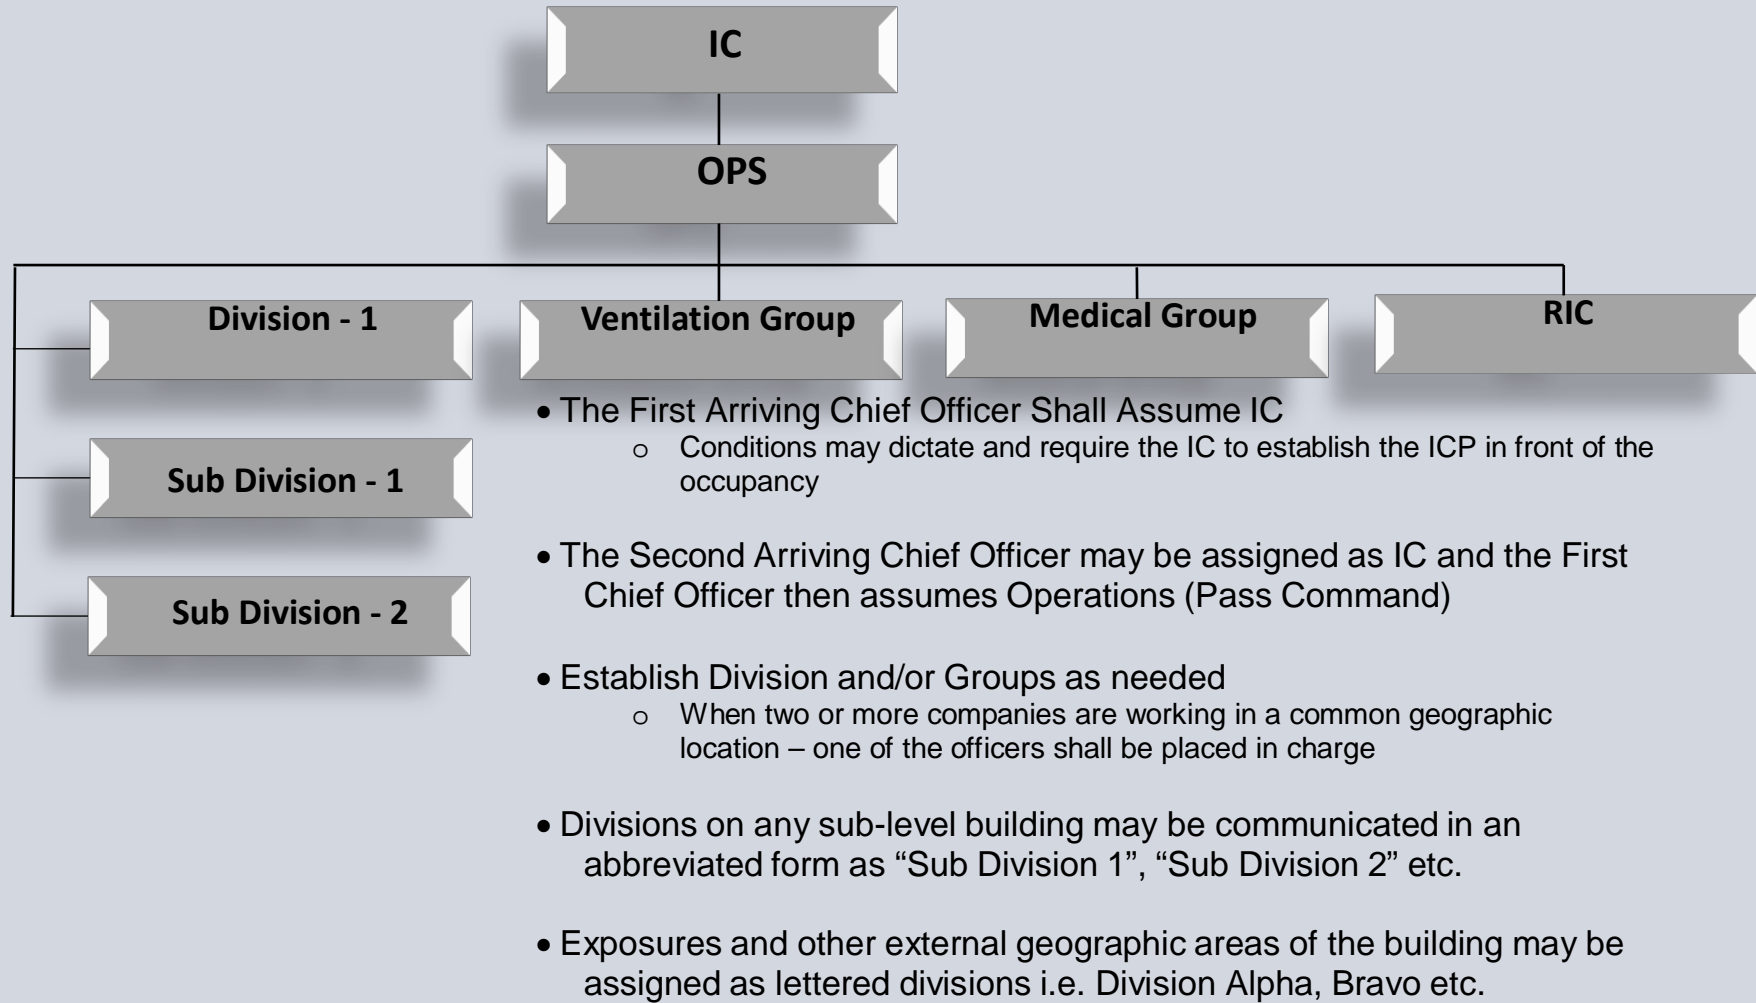 IC
OPS
Division - 1
Ventilation Group
Medical Group
RIC
Sub Division - 1
Sub Division - 2
• The First Arriving Chief Officer Shall Assume IC
o Conditions may dictate and require the IC to establish the ICP in front of the
occupancy
• The Second Arriving Chief Officer may be assigned as IC and the First
Chief Officer then assumes Operations (Pass Command)
• Establish Division and/or Groups as needed
o When two or more companies are working in a common geographic
location – one of the officers shall be placed in charge
• Divisions on any sub-level building may be communicated in an
abbreviated form as “Sub Division 1”, “Sub Division 2” etc.
• Exposures and other external geographic areas of the building may be
assigned as lettered divisions i.e. Division Alpha, Bravo etc.